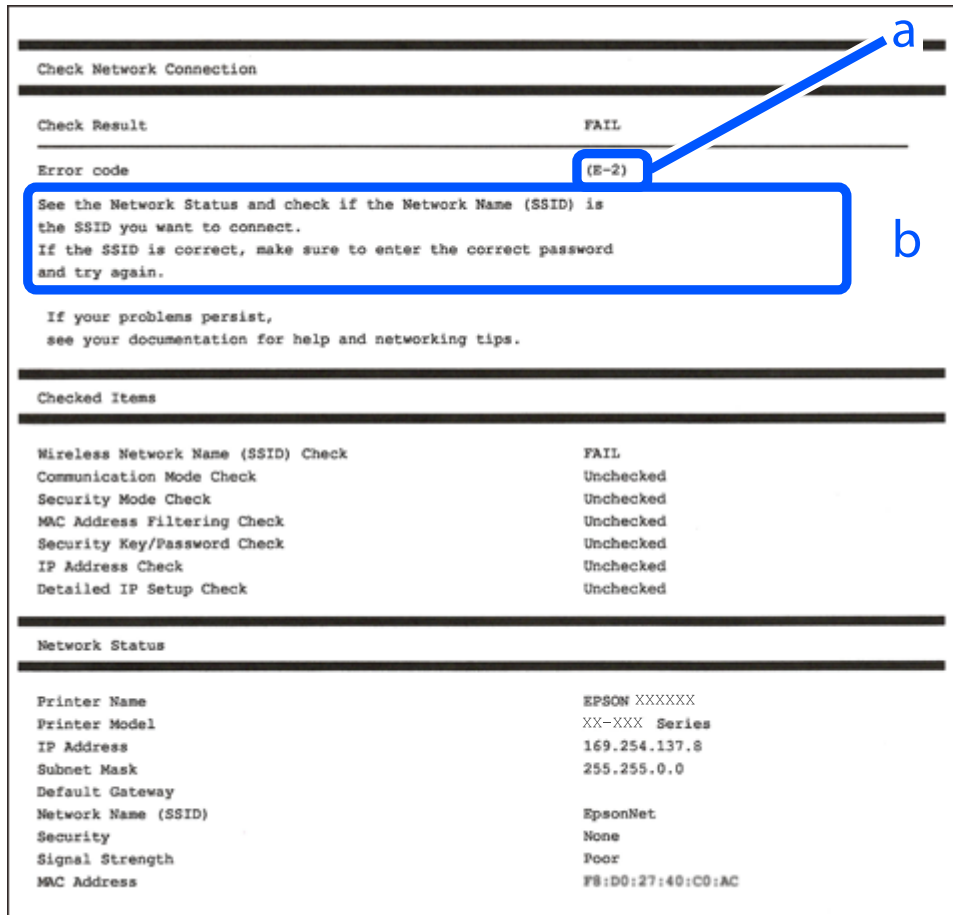 a
Check Network Connection
Check Result FAIL
Error code (E-2)
See the Network Status and check if the Network Name (SSID) is
the SSID you want to connect.
If the SSID is correct, make sure to enter the correct password
and try again.
b
If your problems persist,
see your documentation for help and networking tips.
Checked Items
Wireless Network Name (SSID) Check FAIL
Communication Mode Check Unchecked
Security Mode Check Unchecked
MAC Address Filtering Check Unchecked
Security Key/Password Check Unchecked
IP Address Check Unchecked
Detailed IP Setup Check Unchecked
Network Status
Printer Name EPSON XXXXXX
Printer Model XX-XXX Series
IP Address 169.254.137.8
Subnet Mask 255.255.0.0
Default Gateway
Network Name (SSID) EpsonNet
Security None
Signal Strength Poor
MAC Address F8:D0:27:40:C0:AC